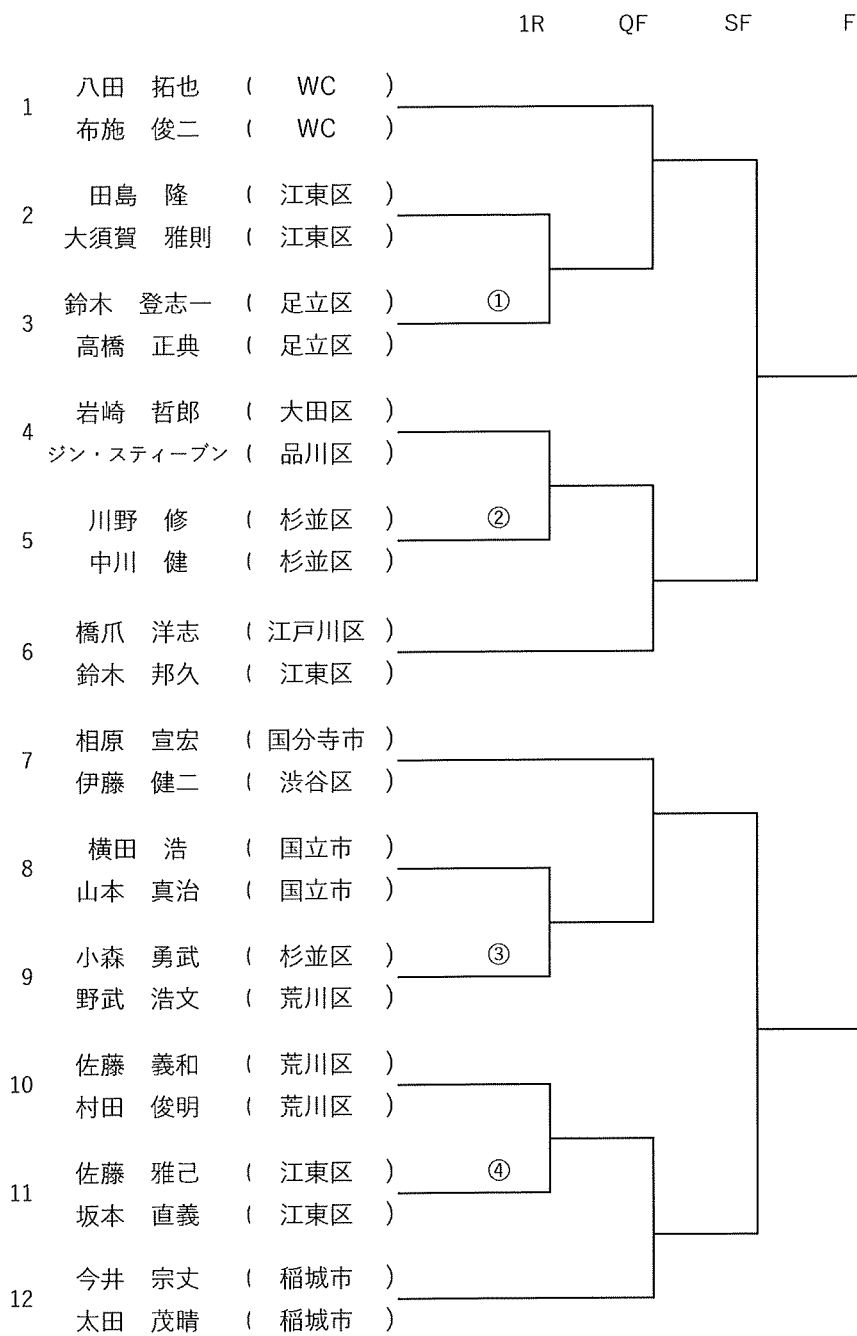 1R QF SF F
八田 拓也 ( WC )
1
布施 俊二 ( WC )
田島 隆 ( 江東区 )
2
大須賀 雅則 ( 江東区 )
鈴木 登志一 ( 足立区 ) ①
3
高橋 正典 ( 足立区 )
岩崎 哲郎 ( 大田区 )
4
ジン・スティーブン ( 品川区 )
川野 修 ( 杉並区 ) ②
5
中川 健 ( 杉並区 )
橋爪 洋志 ( 江戸川区 )
6
鈴木 邦久 ( 江東区 )
相原 宣宏 ( 国分寺市 )
7
伊藤 健二 ( 渋谷区 )
横田 浩 ( 国立市 )
8
山本 真治 ( 国立市 )
小森 勇武 ( 杉並区 ) ③
9
野武 浩文 ( 荒川区 )
佐藤 義和 ( 荒川区 )
10
村田 俊明 ( 荒川区 )
佐藤 雅己 ( 江東区 ) ④
11
坂本 直義 ( 江東区 )
今井 宗丈 ( 稲城市 )
12
太田 茂晴 ( 稲城市 )